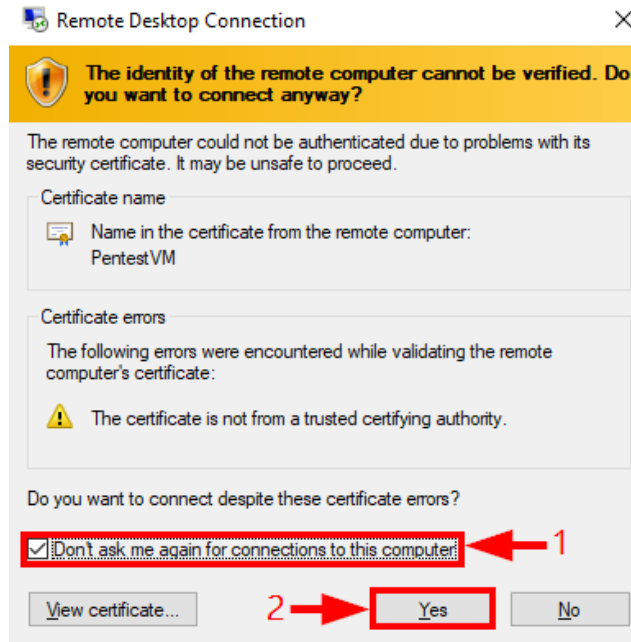 Remote Desktop Connection
The identity of the remote computer cannot be verified. Do
you want to connect anyway?
The remote computer could not be authenticated due to problems with its
security certificate. It may be unsafe to proceed.
Certificate name
Name in the certificate from the remote computer:
PentestVM
Certificate errors
The following errors were encountered while validating the remote
computer's certificate:
The certificate is not from a trusted certifying authority.
Do you want to connect despite these certificate errors?
Don't ask me again for connections to this computer 1
View certificate... 2 Yes No